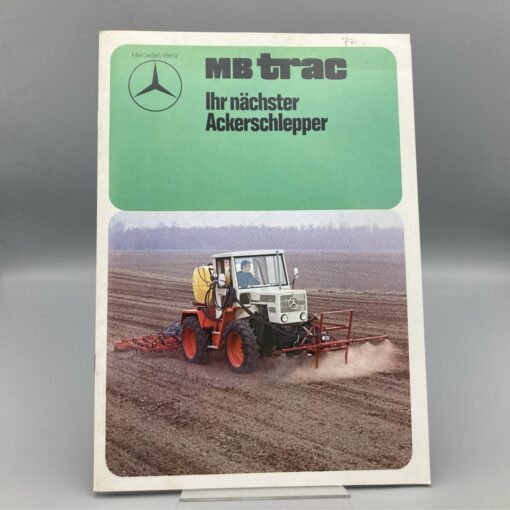 Mercedes-Benz
MB trac
Ihr nächster
Ackerschlepper